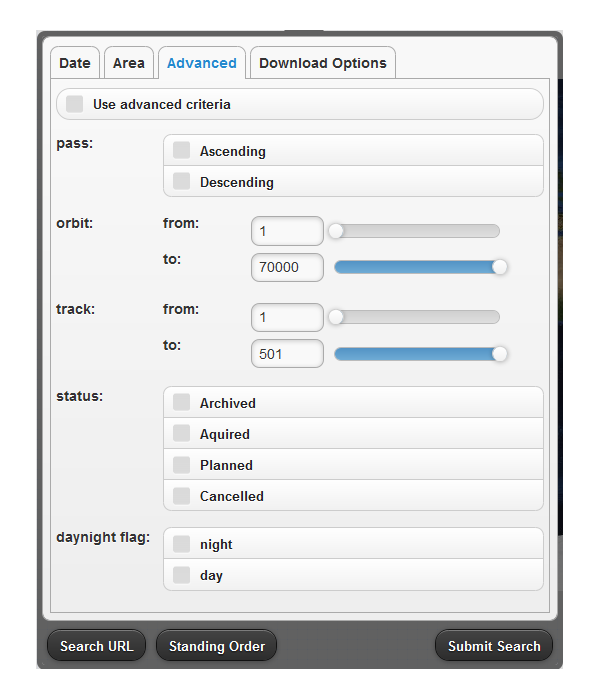 Date Area Advanced Download Options
Use advanced criteria
pass:
Ascending
Descending
orbit: from: 1
to: 70000
track: from: 1
to: 501
status:
Archived
Aquired
Planned
Cancelled
daynight flag:
night
day
Search URL Standing Order Submit Search